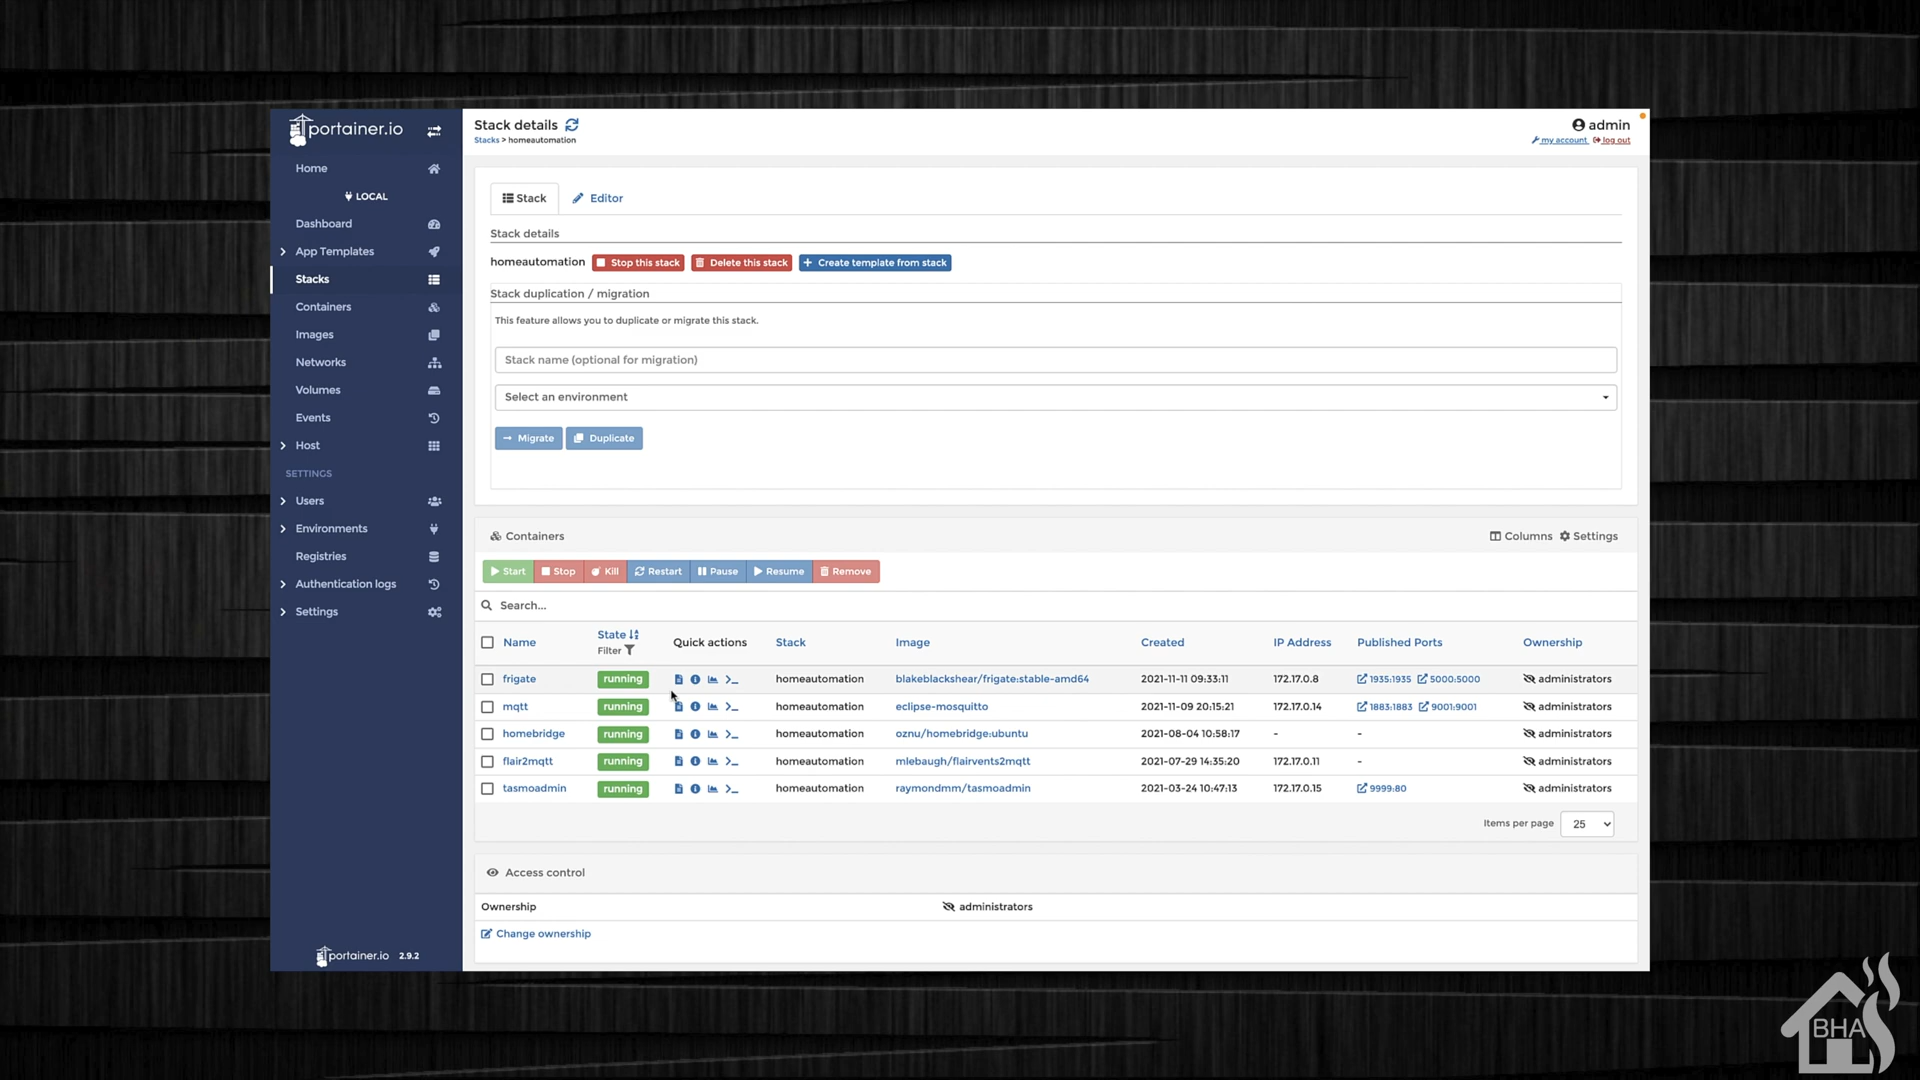 portainer.io
Stack details
admin
Stacks > homeautomation
my account log out
Home
LOCAL
Dashboard
App Templates
Stacks
Containers
Images
Networks
Volumes
Events
Host
SETTINGS
Users
Environments
Registries
Authentication logs
Settings
portainer.io 2.9.2
Stack Editor
Stack details
homeautomation Stop this stack Delete this stack Create template from stack
Stack duplication / migration
This feature allows you to duplicate or migrate this stack.
Stack name (optional for migration)
Select an environment
Migrate Duplicate
Containers Columns Settings
Start Stop Kill Restart Pause Resume Remove
Search...
Name State Filter Quick actions Stack Image Created IP Address Published Ports Ownership
frigate running homeautomation blakeblackshear/frigate:stable-amd64 2021-11-11 09:33:11 172.17.0.8 1935:1935 5000:5000 administrators
mqtt running homeautomation eclipse-mosquitto 2021-11-09 20:15:21 172.17.0.14 1883:1883 9001:9001 administrators
homebridge running homeautomation oznu/homebridge:ubuntu 2021-08-04 10:58:17 - - administrators
flair2mqtt running homeautomation mlebaugh/flairvents2mqtt 2021-07-29 14:35:20 172.17.0.11 - administrators
tasmoadmin running homeautomation raymondmm/tasmoadmin 2021-03-24 10:47:13 172.17.0.15 9999:80 administrators
Items per page 25
Access control
Ownership administrators
Change ownership
BHA